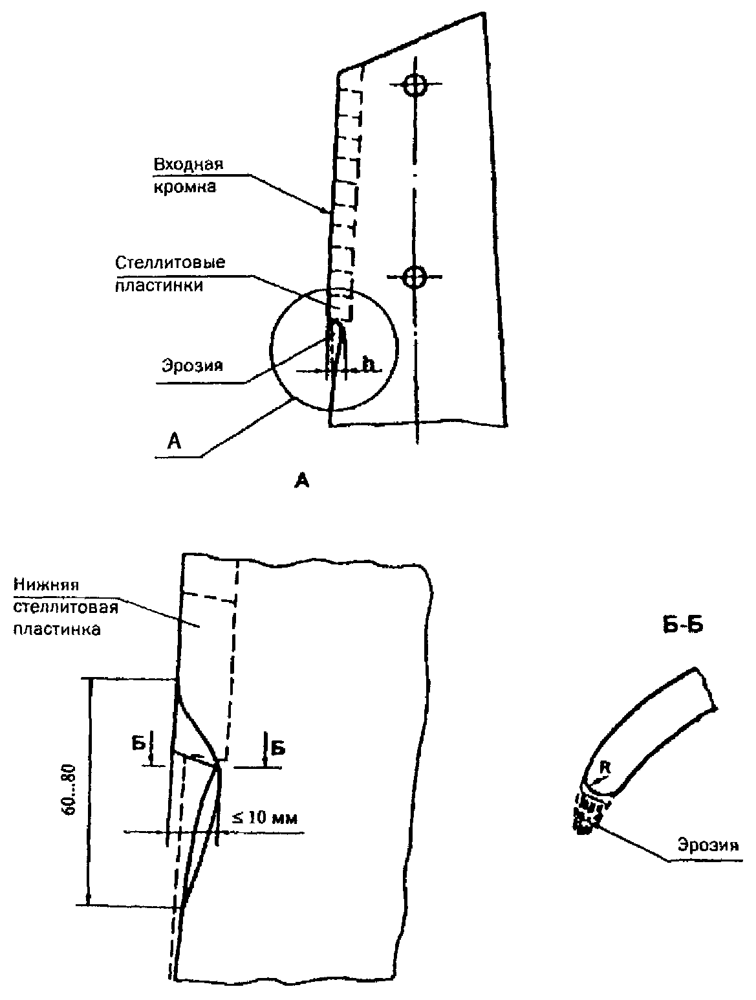 Входная
кромка
Стеллитовые
пластинки
Эрозия
h
А
А
Нижняя
стеллитовая
пластинка
Б-Б
Б
Б
R
60...80
≤ 10 мм
Эрозия